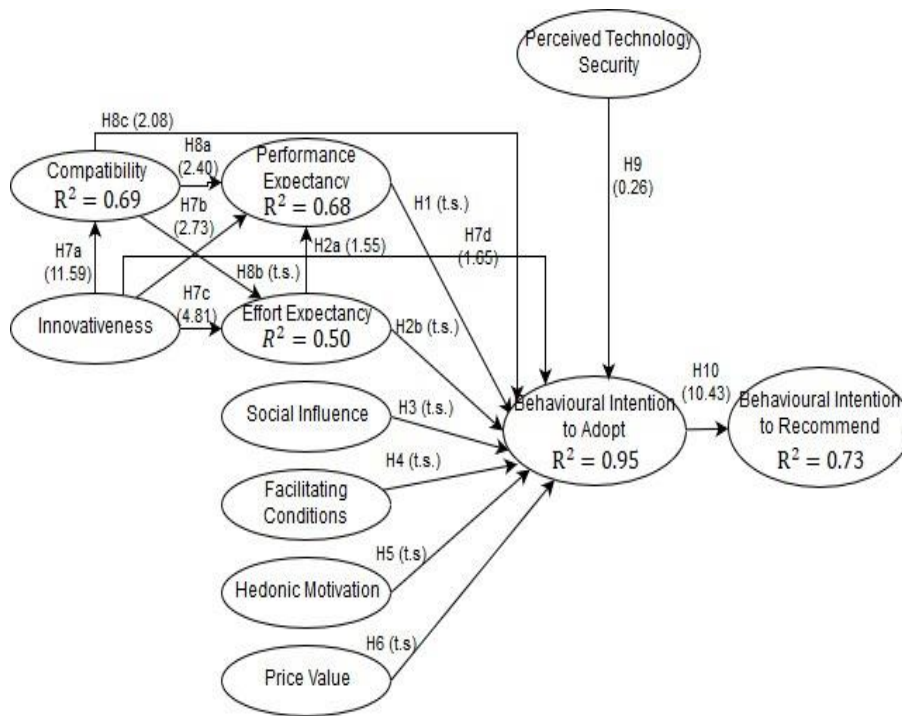 Perceived Technology
Security
H8c (2.08)
H8a
(2.40)
Compatibility
R² = 0.69
Performance
Expectancy
R² = 0.68
H9
(0.26)
H7b
(2.73)
H1 (t.s.)
H7d
(1.65)
H2a (1.55)
H7a
(11.59)
H8b (t.s.)
H7c
(4.81)
Innovativeness
Effort Expectancy
R² = 0.50
H2b (t.s.)
H10
(10.43)
Social Influence
H3 (t.s.)
Behavioural Intention
to Adopt
R² = 0.95
Behavioural Intention
to Recommend
R² = 0.73
H4 (t.s.)
Facilitating
Conditions
H5 (t.s)
Hedonic Motivation
H6 (t.s)
Price Value